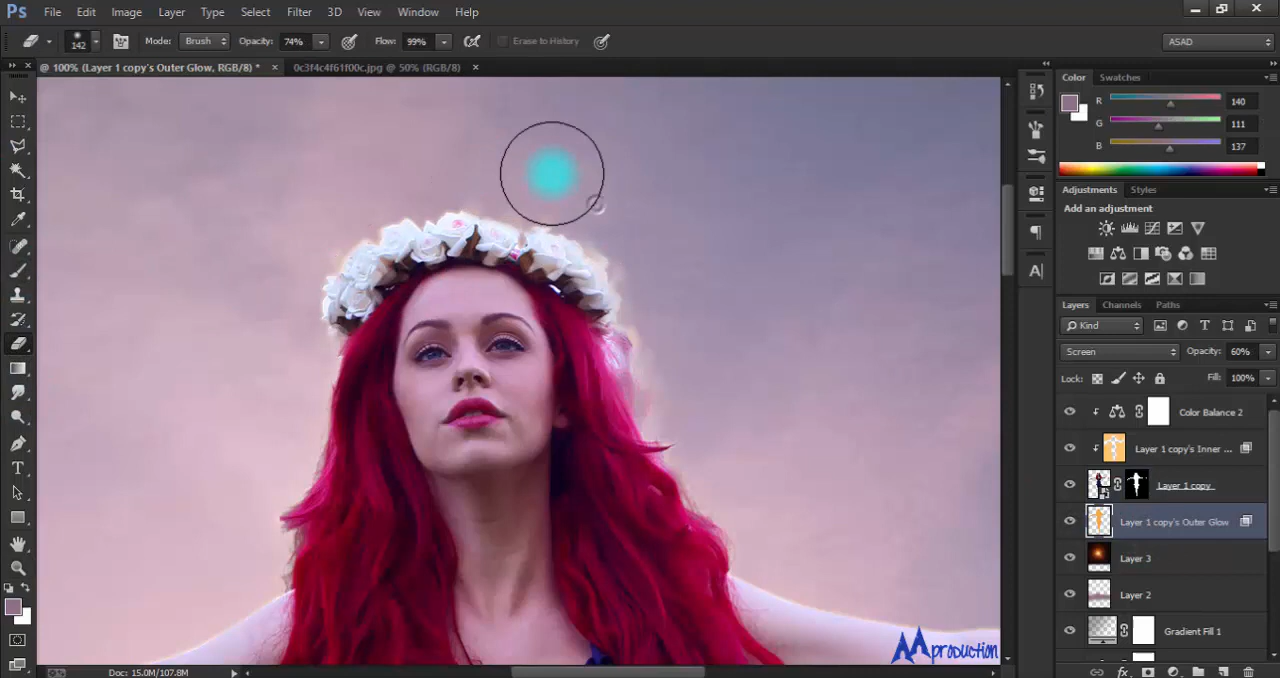 Ps File Edit Image Layer Type Select Filter 3D View Window Help
142 Mode: Brush Opacity: 74% Flow: 99% Erase to History ASAD
@ 100% (Layer 1 copy's Outer Glow, RGB/8) * × 0c3f4c4f61f00c.jpg @ 50% (RGB/8) ×
Color Swatches
R 140
G 111
B 137
Adjustments Styles
Add an adjustment
Layers Channels Paths
Kind
Screen Opacity: 60%
Lock: Fill: 100%
Color Balance 2
Layer 1 copy's Inner ...
Layer 1 copy
Layer 1 copy's Outer Glow
Layer 3
Layer 2
Gradient Fill 1
AA production
Doc: 15.0M/107.8M
fx